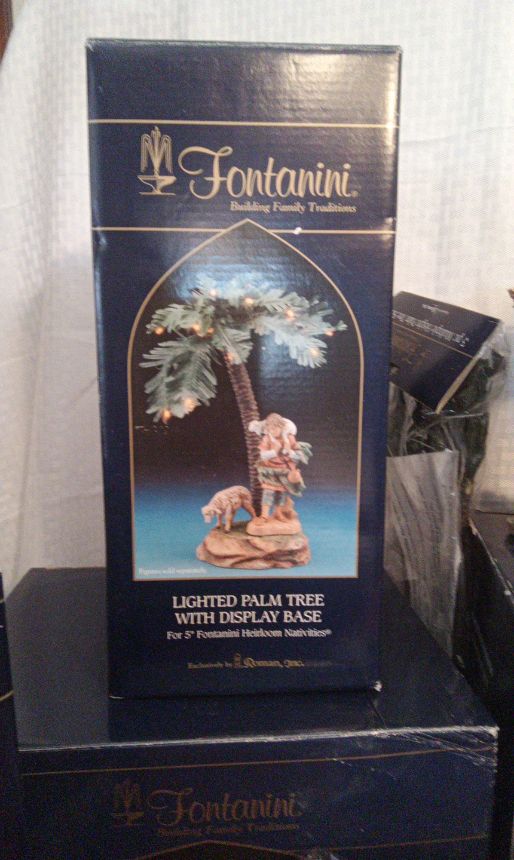 Fontanini®
Building Family Traditions
Figures sold separately.
LIGHTED PALM TREE
WITH DISPLAY BASE
For 5" Fontanini Heirloom Nativities®
Exclusively by Roman, Inc.
Fontanini
Building Family Traditions